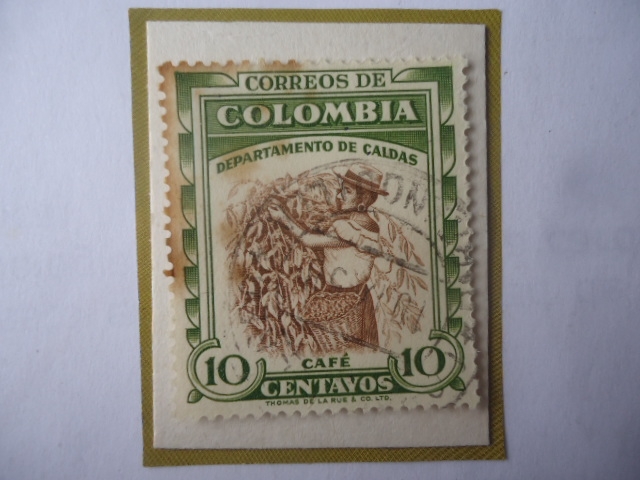 CORREOS DE
COLOMBIA
DEPARTAMENTO DE CALDAS
CAFÉ
10 CENTAVOS 10
THOMAS DE LA RUE & CO. LTD.